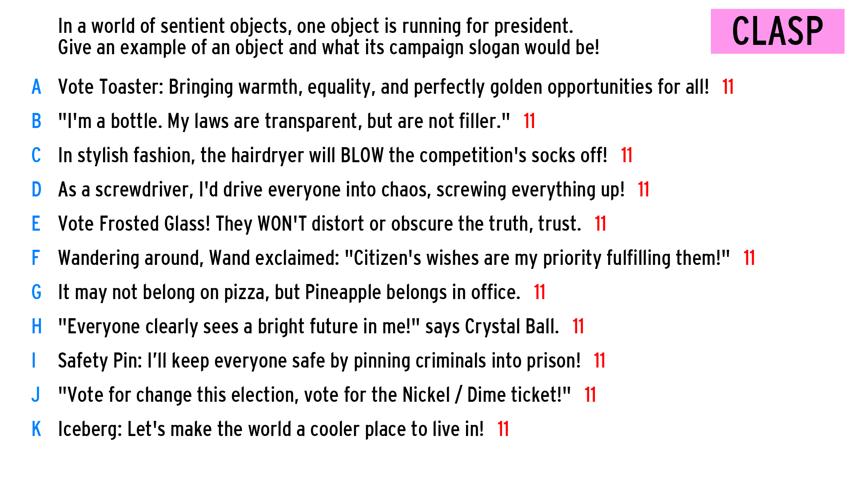 In a world of sentient objects, one object is running for president.
Give an example of an object and what its campaign slogan would be!
CLASP
A Vote Toaster: Bringing warmth, equality, and perfectly golden opportunities for all! 11
B "I'm a bottle. My laws are transparent, but are not filler." 11
C In stylish fashion, the hairdryer will BLOW the competition's socks off! 11
D As a screwdriver, I'd drive everyone into chaos, screwing everything up! 11
E Vote Frosted Glass! They WON'T distort or obscure the truth, trust. 11
F Wandering around, Wand exclaimed: "Citizen's wishes are my priority fulfilling them!" 11
G It may not belong on pizza, but Pineapple belongs in office. 11
H "Everyone clearly sees a bright future in me!" says Crystal Ball. 11
I Safety Pin: I’ll keep everyone safe by pinning criminals into prison! 11
J "Vote for change this election, vote for the Nickel / Dime ticket!" 11
K Iceberg: Let's make the world a cooler place to live in! 11